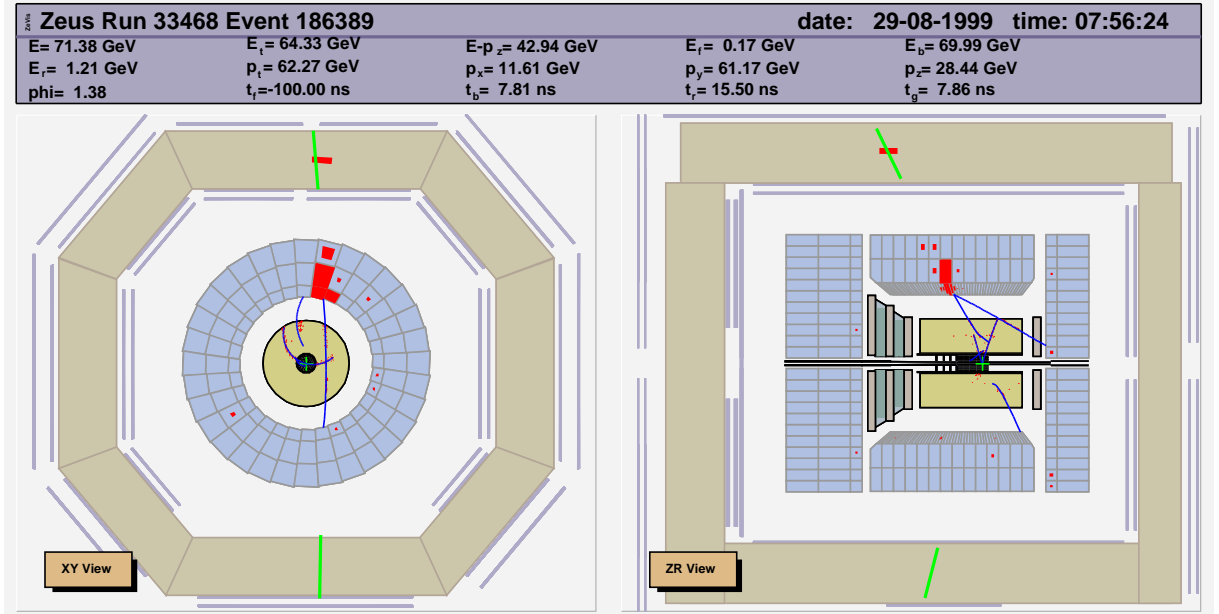 ZeVis Zeus Run 33468 Event 186389 date: 29-08-1999 time: 07:56:24
E= 71.38 GeV Et= 64.33 GeV E-p z= 42.94 GeV Ef= 0.17 GeV Eb= 69.99 GeV
Er= 1.21 GeV pt= 62.27 GeV px= 11.61 GeV py= 61.17 GeV pz= 28.44 GeV
phi= 1.38 tf=-100.00 ns tb= 7.81 ns tr= 15.50 ns tg= 7.86 ns
XY View ZR View